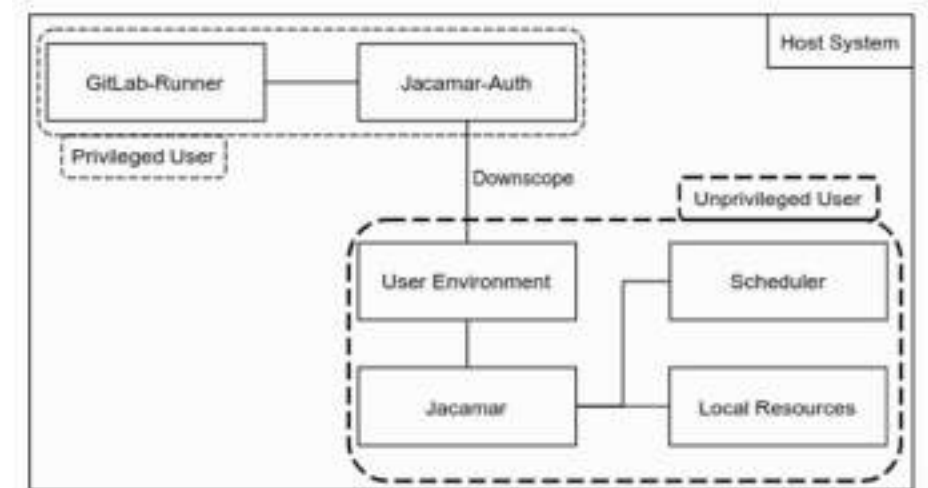 Host System
GitLab-Runner
Jacamar-Auth
Privileged User
Downscope
Unprivileged User
User Environment
Scheduler
Jacamar
Local Resources